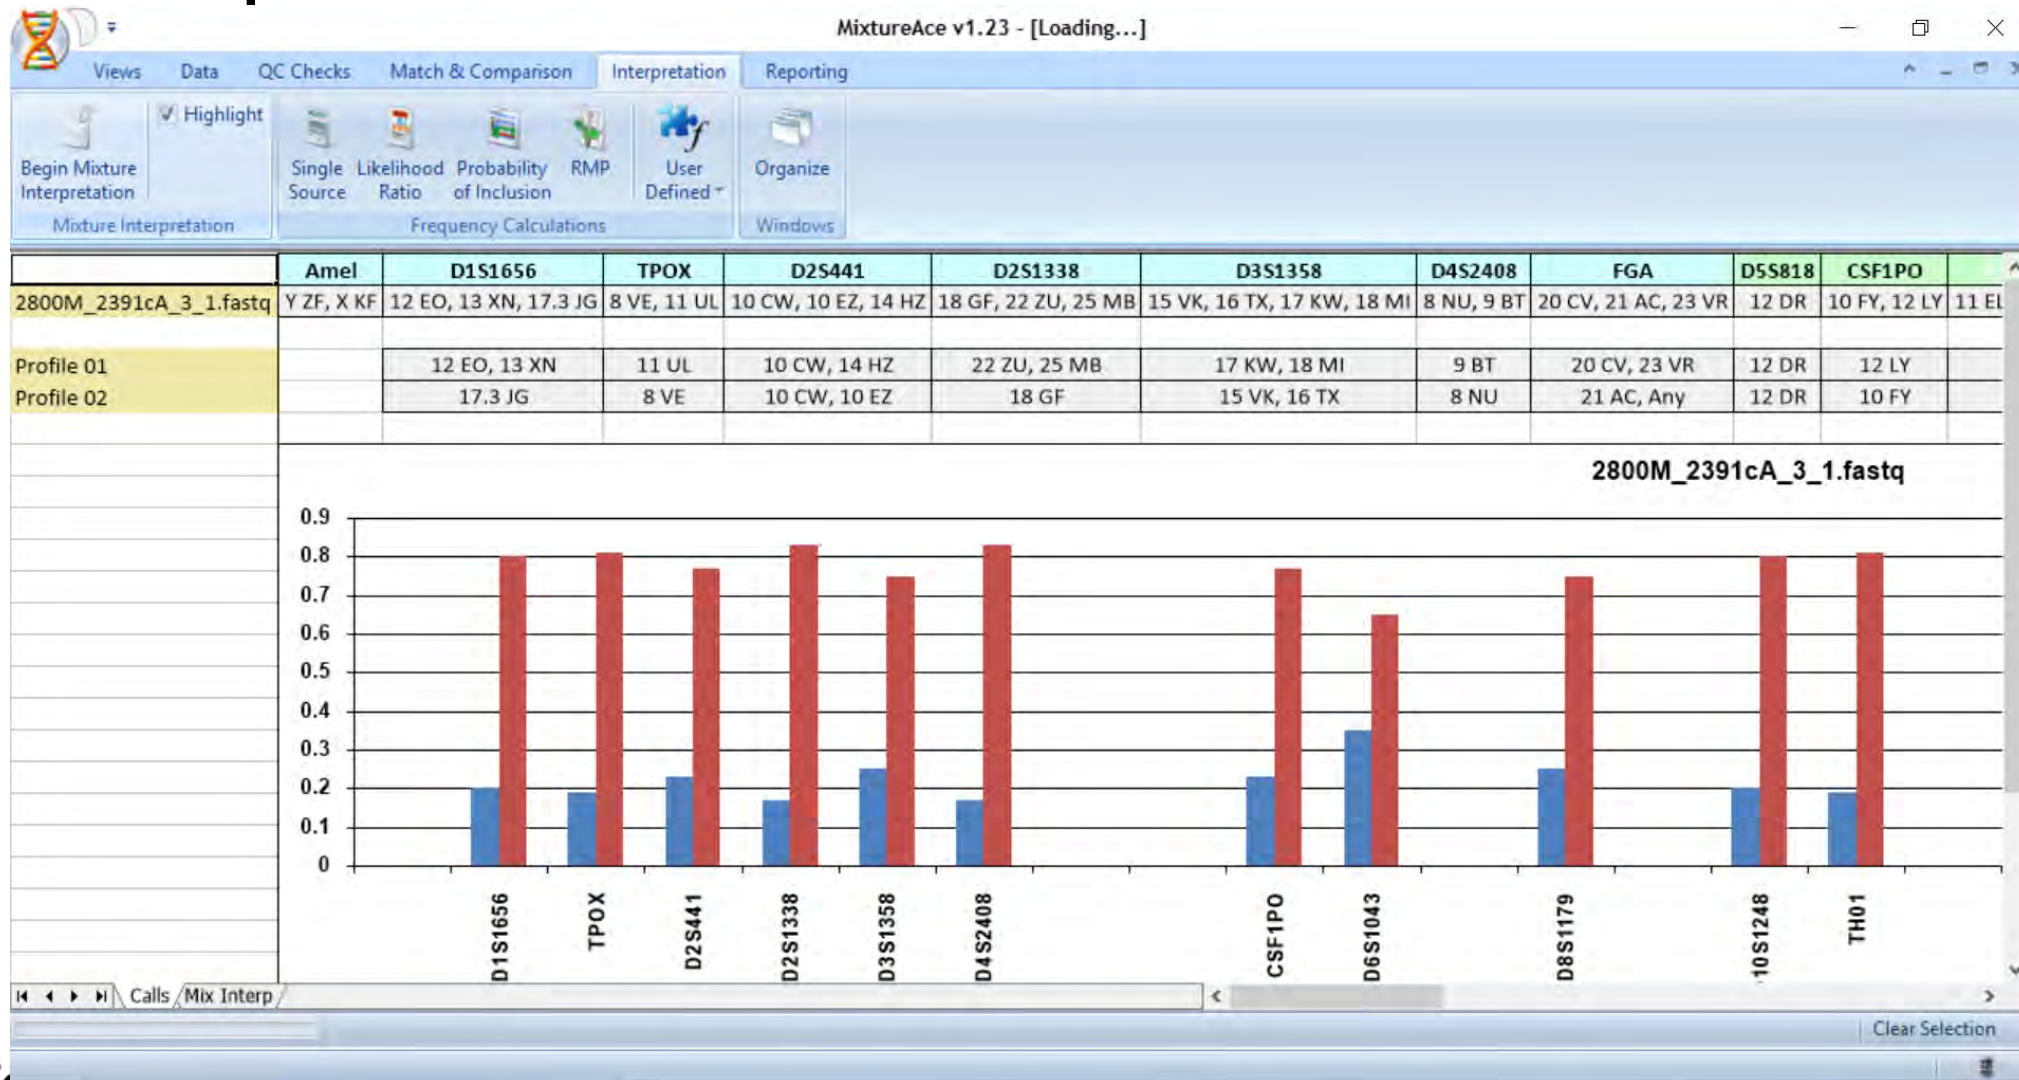 MixtureAce v1.23 - [Loading...]
Views Data QC Checks Match & Comparison Interpretation Reporting
Begin Mixture Interpretation
Highlight
Single Source
Likelihood Ratio
Probability of Inclusion
RMP
User Defined
Organize
Mixture Interpretation Frequency Calculations Windows
Amel D1S1656 TPOX D2S441 D2S1338 D3S1358 D4S2408 FGA D5S818 CSF1PO
2800M_2391cA_3_1.fastq Y ZF, X KF 12 EO, 13 XN, 17.3 JG 8 VE, 11 UL 10 CW, 10 EZ, 14 HZ 18 GF, 22 ZU, 25 MB 15 VK, 16 TX, 17 KW, 18 MI 8 NU, 9 BT 20 CV, 21 AC, 23 VR 12 DR 10 FY, 12 LY 11 EL
Profile 01 12 EO, 13 XN 11 UL 10 CW, 14 HZ 22 ZU, 25 MB 17 KW, 18 MI 9 BT 20 CV, 23 VR 12 DR 12 LY
Profile 02 17.3 JG 8 VE 10 CW, 10 EZ 18 GF 15 VK, 16 TX 8 NU 21 AC, Any 12 DR 10 FY
2800M_2391cA_3_1.fastq
0.9
0.8
0.7
0.6
0.5
0.4
0.3
0.2
0.1
0
D1S1656 TPOX D2S441 D2S1338 D3S1358 D4S2408 CSF1PO D6S1043 D8S1179 10S1248 TH01
Calls Mix Interp
Clear Selection